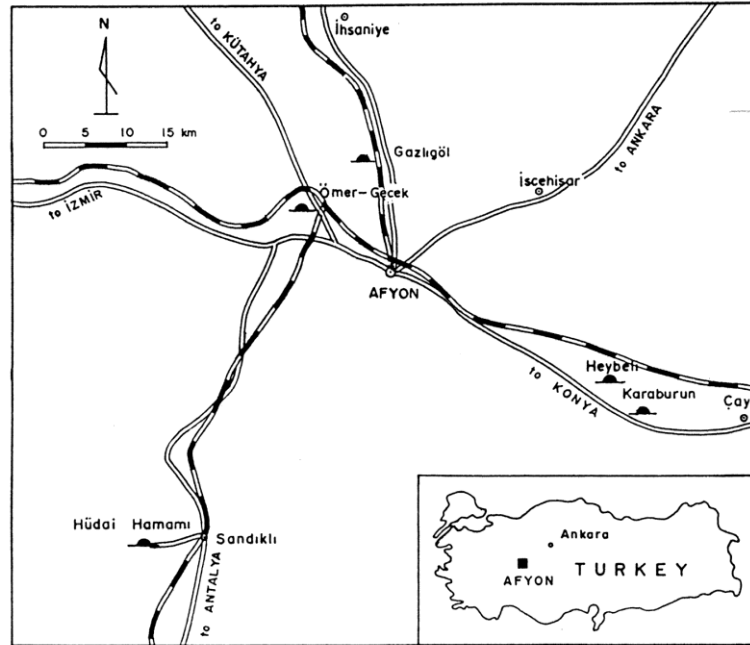 N
0 5 10 15 km
to KÜTAHYA
İhsaniye
Gazlıgöl
to ANKARA
İscehisar
Ömer-Gecek
to İZMİR
AFYON
to KONYA
Heybeli
Karaburun
Çay
Hüdai Hamamı
Sandıklı
to ANTALYA
Ankara
AFYON
TURKEY